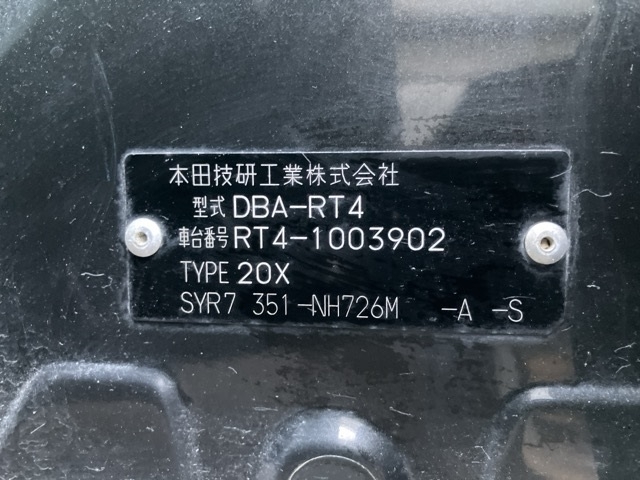 本田技研工業株式会社
型式 DBA-RT4
車台番号 RT4-1003902
TYPE 20X
SYR7 351-NH726M -A -S